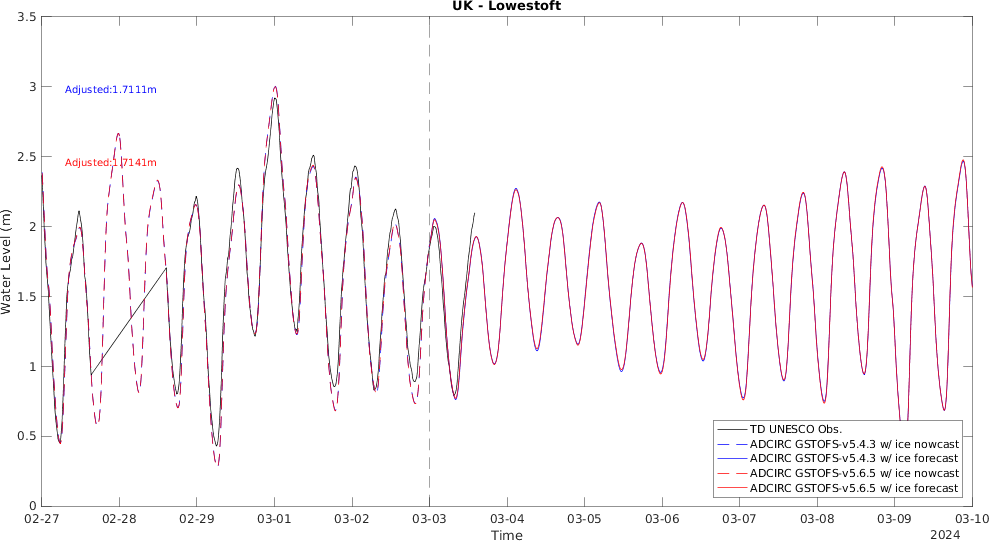 UK - Lowestoft
3.5
3
2.5
2
1.5
1
0.5
0
Water Level (m)
Adjusted:1.7111m
Adjusted:1.7141m
TD UNESCO Obs.
ADCIRC GSTOFS-v5.4.3 w/ ice nowcast
ADCIRC GSTOFS-v5.4.3 w/ ice forecast
ADCIRC GSTOFS-v5.6.5 w/ ice nowcast
ADCIRC GSTOFS-v5.6.5 w/ ice forecast
02-27 02-28 02-29 03-01 03-02 03-03 03-04 03-05 03-06 03-07 03-08 03-09 03-10
Time
2024